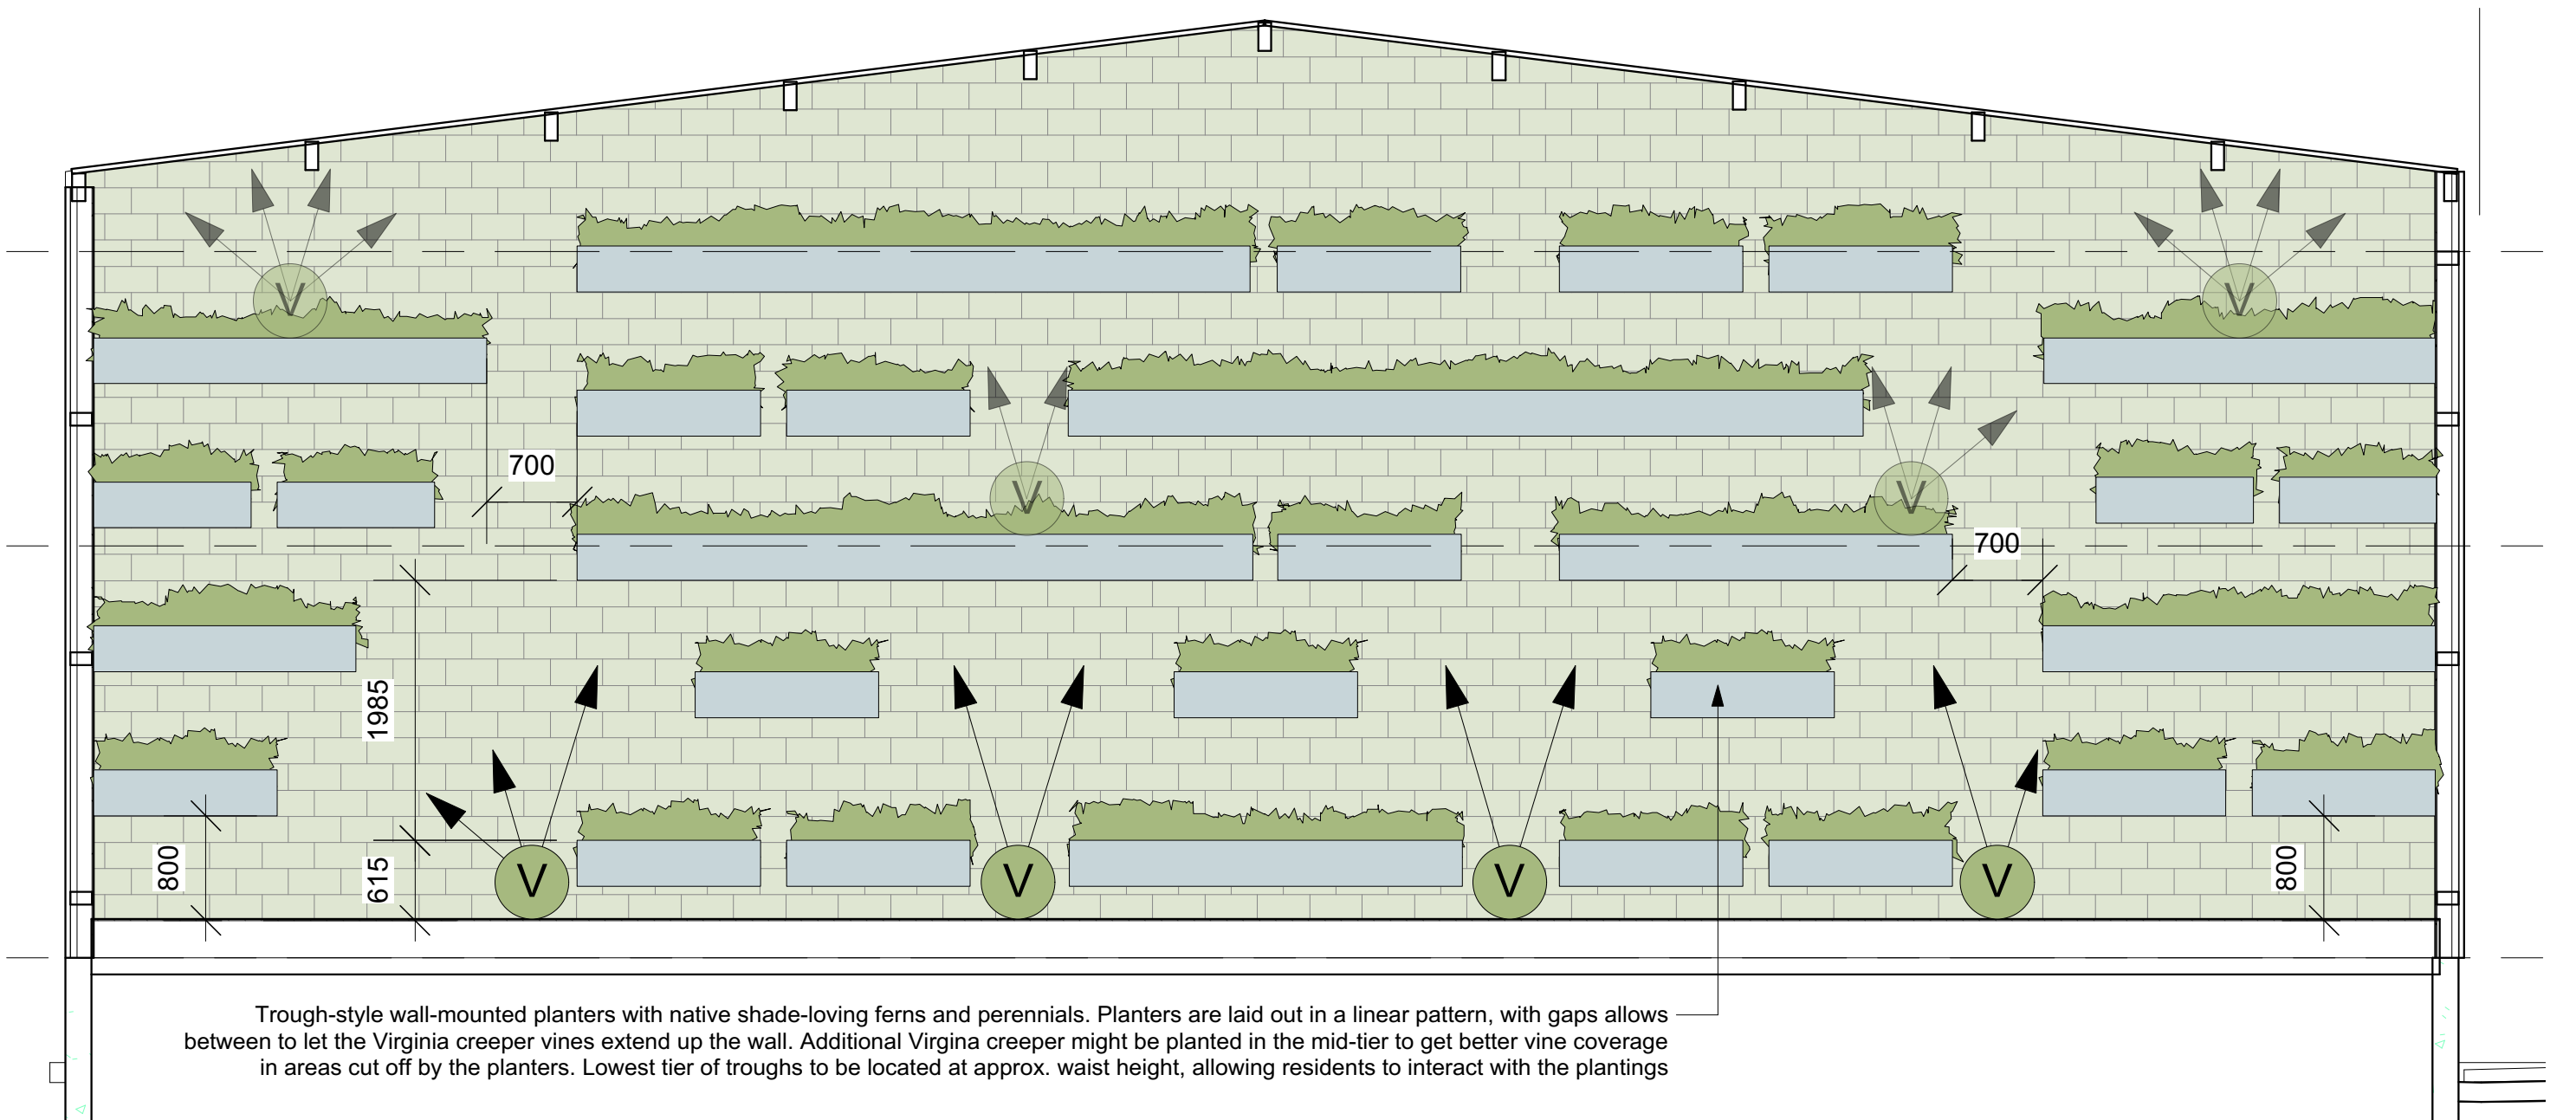 V
V
V
V
700
700
1985
800
615
800
V
V
V
V
Trough-style wall-mounted planters with native shade-loving ferns and perennials. Planters are laid out in a linear pattern, with gaps allows
between to let the Virginia creeper vines extend up the wall. Additional Virgina creeper might be planted in the mid-tier to get better vine coverage
in areas cut off by the planters. Lowest tier of troughs to be located at approx. waist height, allowing residents to interact with the plantings